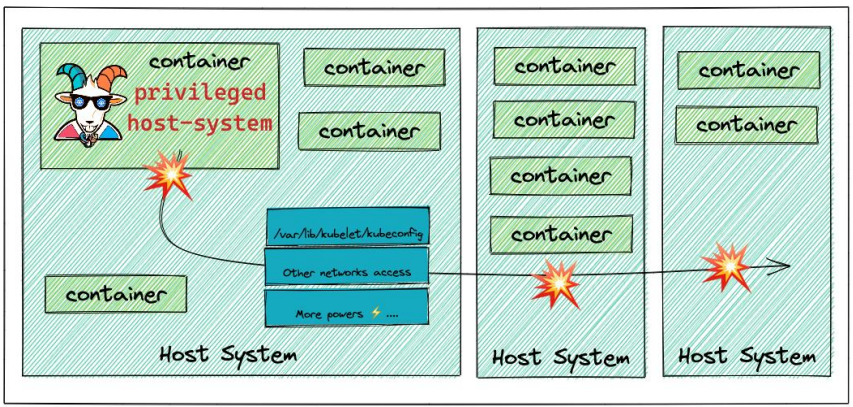 container
privileged
host-system
container
container
container
/var/lib/kubelet/kubeconfig
Other networks access
More powers ⚡ ....
Host System
container
container
container
container
Host System
container
container
Host System